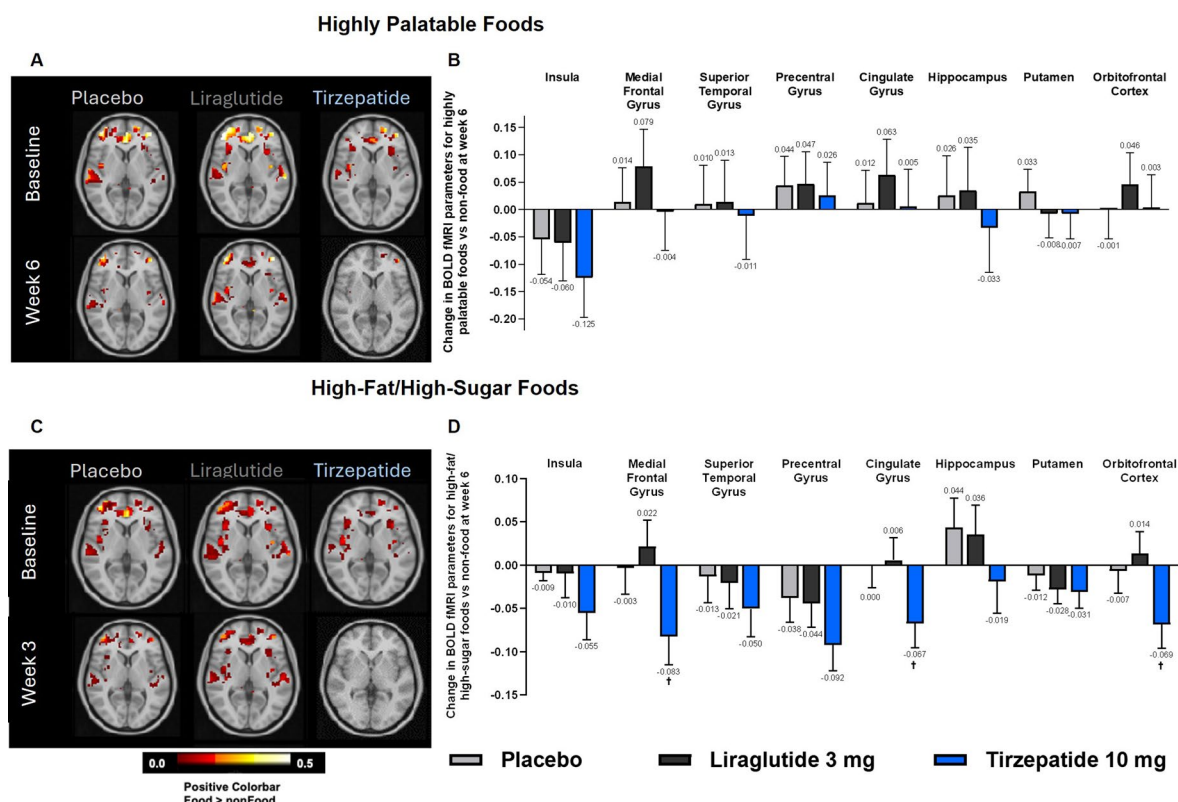 Highly Palatable Foods
A
Placebo
Liraglutide
Tirzepatide
Baseline
Week 6
B
Change in BOLD fMRI parameters for highly
palatable foods vs non-food at week 6
Insula
Medial
Frontal
Gyrus
Superior
Temporal
Gyrus
Precentral
Gyrus
Cingulate
Gyrus
Hippocampus
Putamen
Orbitofrontal
Cortex
0.15
0.10
0.05
0.00
-0.05
-0.10
-0.15
-0.20
-0.054
-0.060
-0.125
0.014
0.079
-0.004
0.010
0.013
-0.011
0.044
0.047
0.026
0.012
0.063
0.005
0.026
0.035
-0.033
0.033
-0.008
-0.007
-0.001
0.046
0.003
High-Fat/High-Sugar Foods
C
Placebo
Liraglutide
Tirzepatide
Baseline
Week 3
0.0
0.5
Positive Colorbar
Food > nonFood
D
Change in BOLD fMRI parameters for high-fat/
high-sugar foods vs non-food at week 6
Insula
Medial
Frontal
Gyrus
Superior
Temporal
Gyrus
Precentral
Gyrus
Cingulate
Gyrus
Hippocampus
Putamen
Orbitofrontal
Cortex
0.10
0.05
0.00
-0.05
-0.10
-0.15
-0.009
-0.010
-0.055
-0.003
0.022
-0.083
†
-0.013
-0.021
-0.050
-0.038
-0.044
-0.092
0.000
0.006
-0.067
†
0.044
0.036
-0.019
-0.012
-0.028
-0.031
-0.007
0.014
-0.069
†
Placebo
Liraglutide 3 mg
Tirzepatide 10 mg